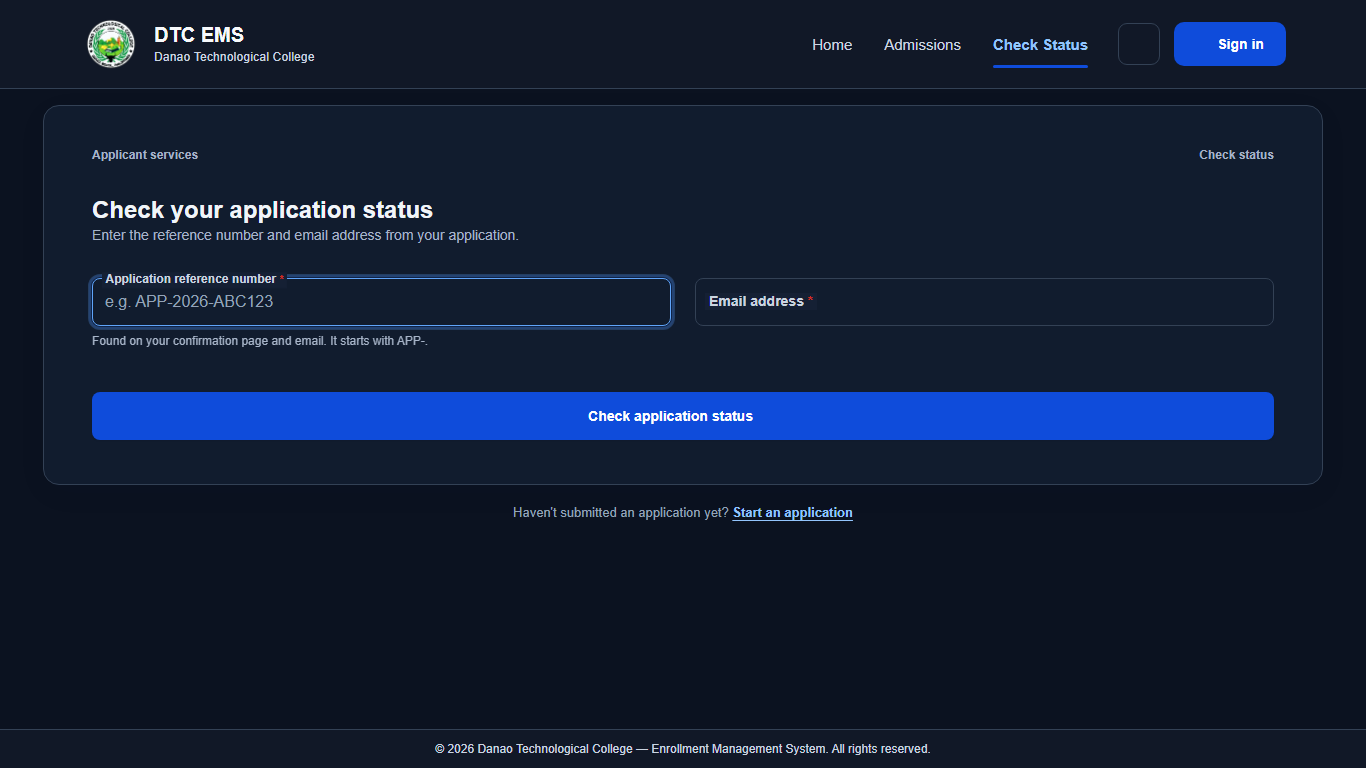 DTC EMS
Danao Technological College
Home
Admissions
Check Status
Sign in
Applicant services
Check status
Check your application status
Enter the reference number and email address from your application.
Application reference number *
e.g. APP-2026-ABC123
Email address *
Found on your confirmation page and email. It starts with APP-.
Check application status
Haven't submitted an application yet? Start an application
© 2026 Danao Technological College — Enrollment Management System. All rights reserved.